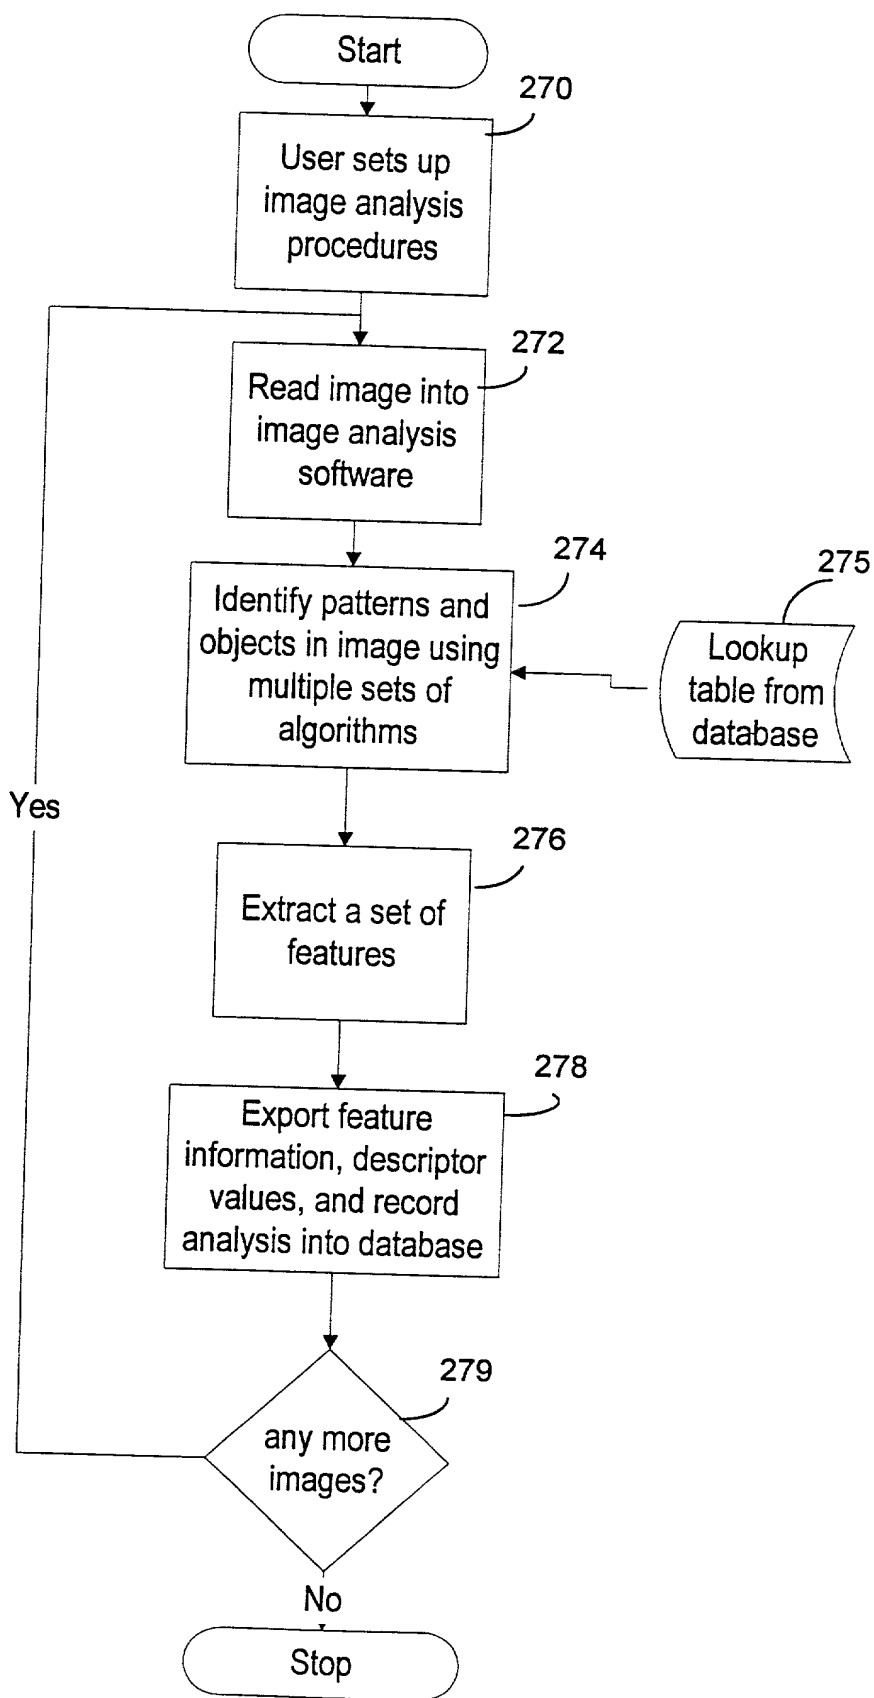 Start
270
User sets up
image analysis
procedures
272
Read image into
image analysis
software
274
275
Identify patterns and
objects in image using
multiple sets of
algorithms
Lookup
table from
database
Yes
276
Extract a set of
features
278
Export feature
information, descriptor
values, and record
analysis into database
279
any more
images?
No
Stop